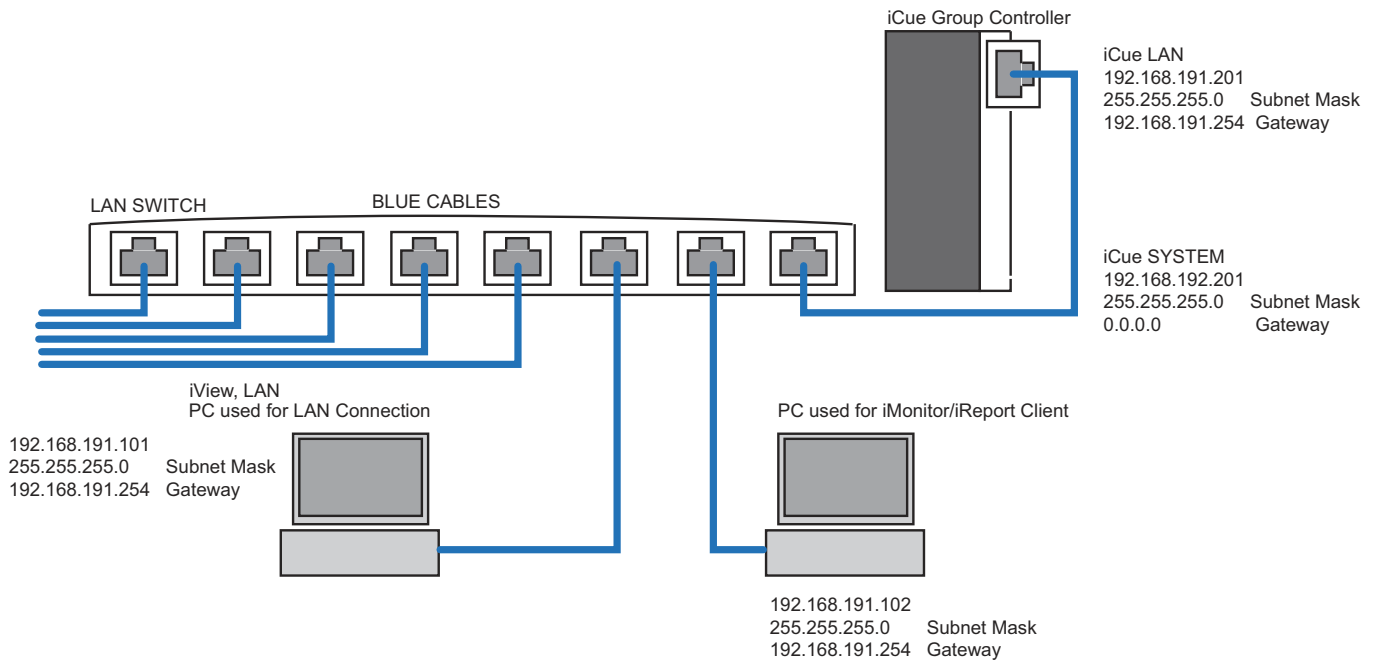 iCue Group Controller
iCue LAN
192.168.191.201
255.255.255.0 Subnet Mask
192.168.191.254 Gateway
LAN SWITCH
BLUE CABLES
iCue SYSTEM
192.168.192.201
255.255.255.0 Subnet Mask
0.0.0.0 Gateway
iView, LAN
PC used for LAN Connection
192.168.191.101
255.255.255.0 Subnet Mask
192.168.191.254 Gateway
PC used for iMonitor/iReport Client
192.168.191.102
255.255.255.0 Subnet Mask
192.168.191.254 Gateway